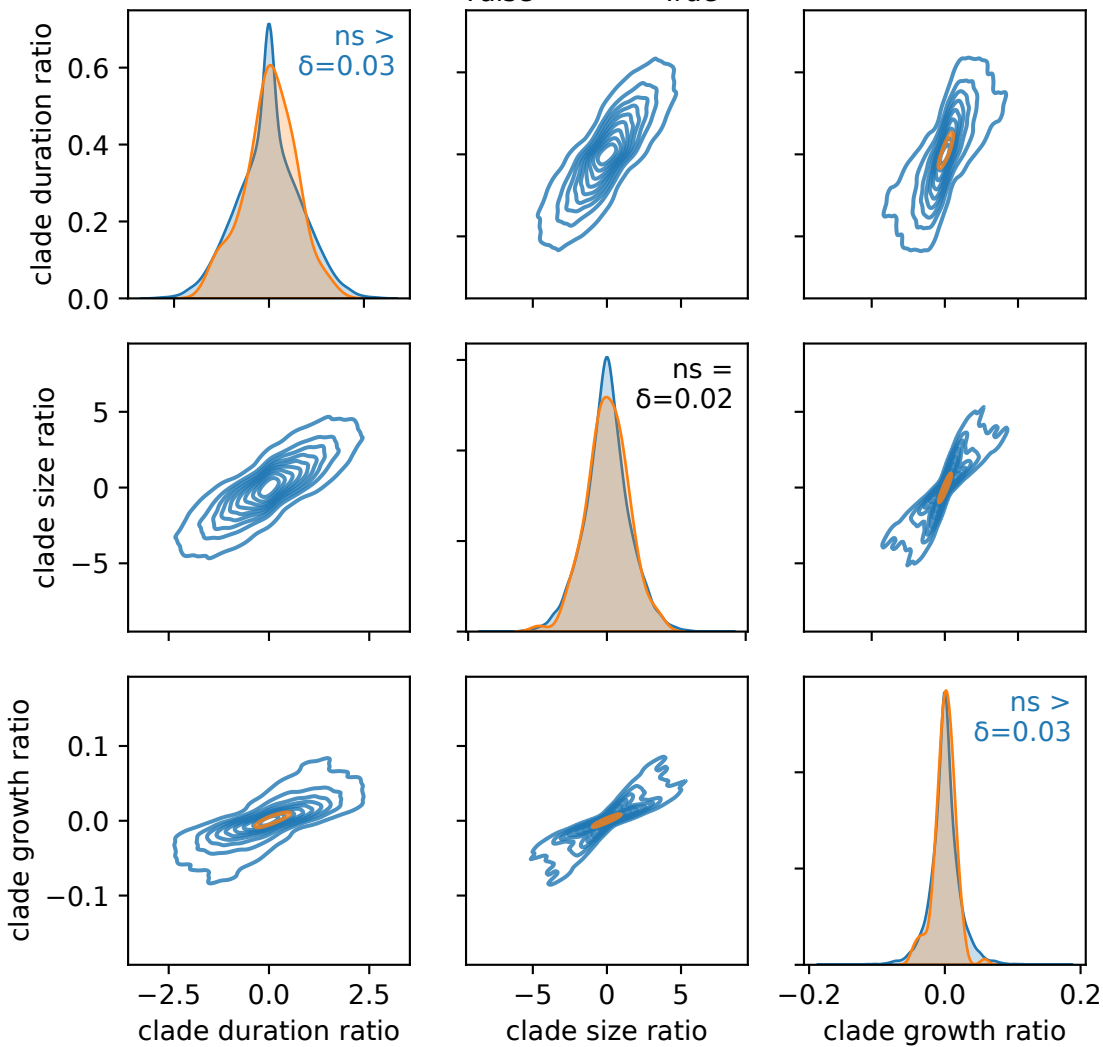 clade duration ratio
0.6
0.4
0.2
0.0
ns >
δ=0.03
clade size ratio
5
0
−5
ns =
δ=0.02
clade growth ratio
0.1
0.0
−0.1
ns >
δ=0.03
−2.5 0.0 2.5
−5 0 5
−0.2 0.0 0.2
clade duration ratio
clade size ratio
clade growth ratio